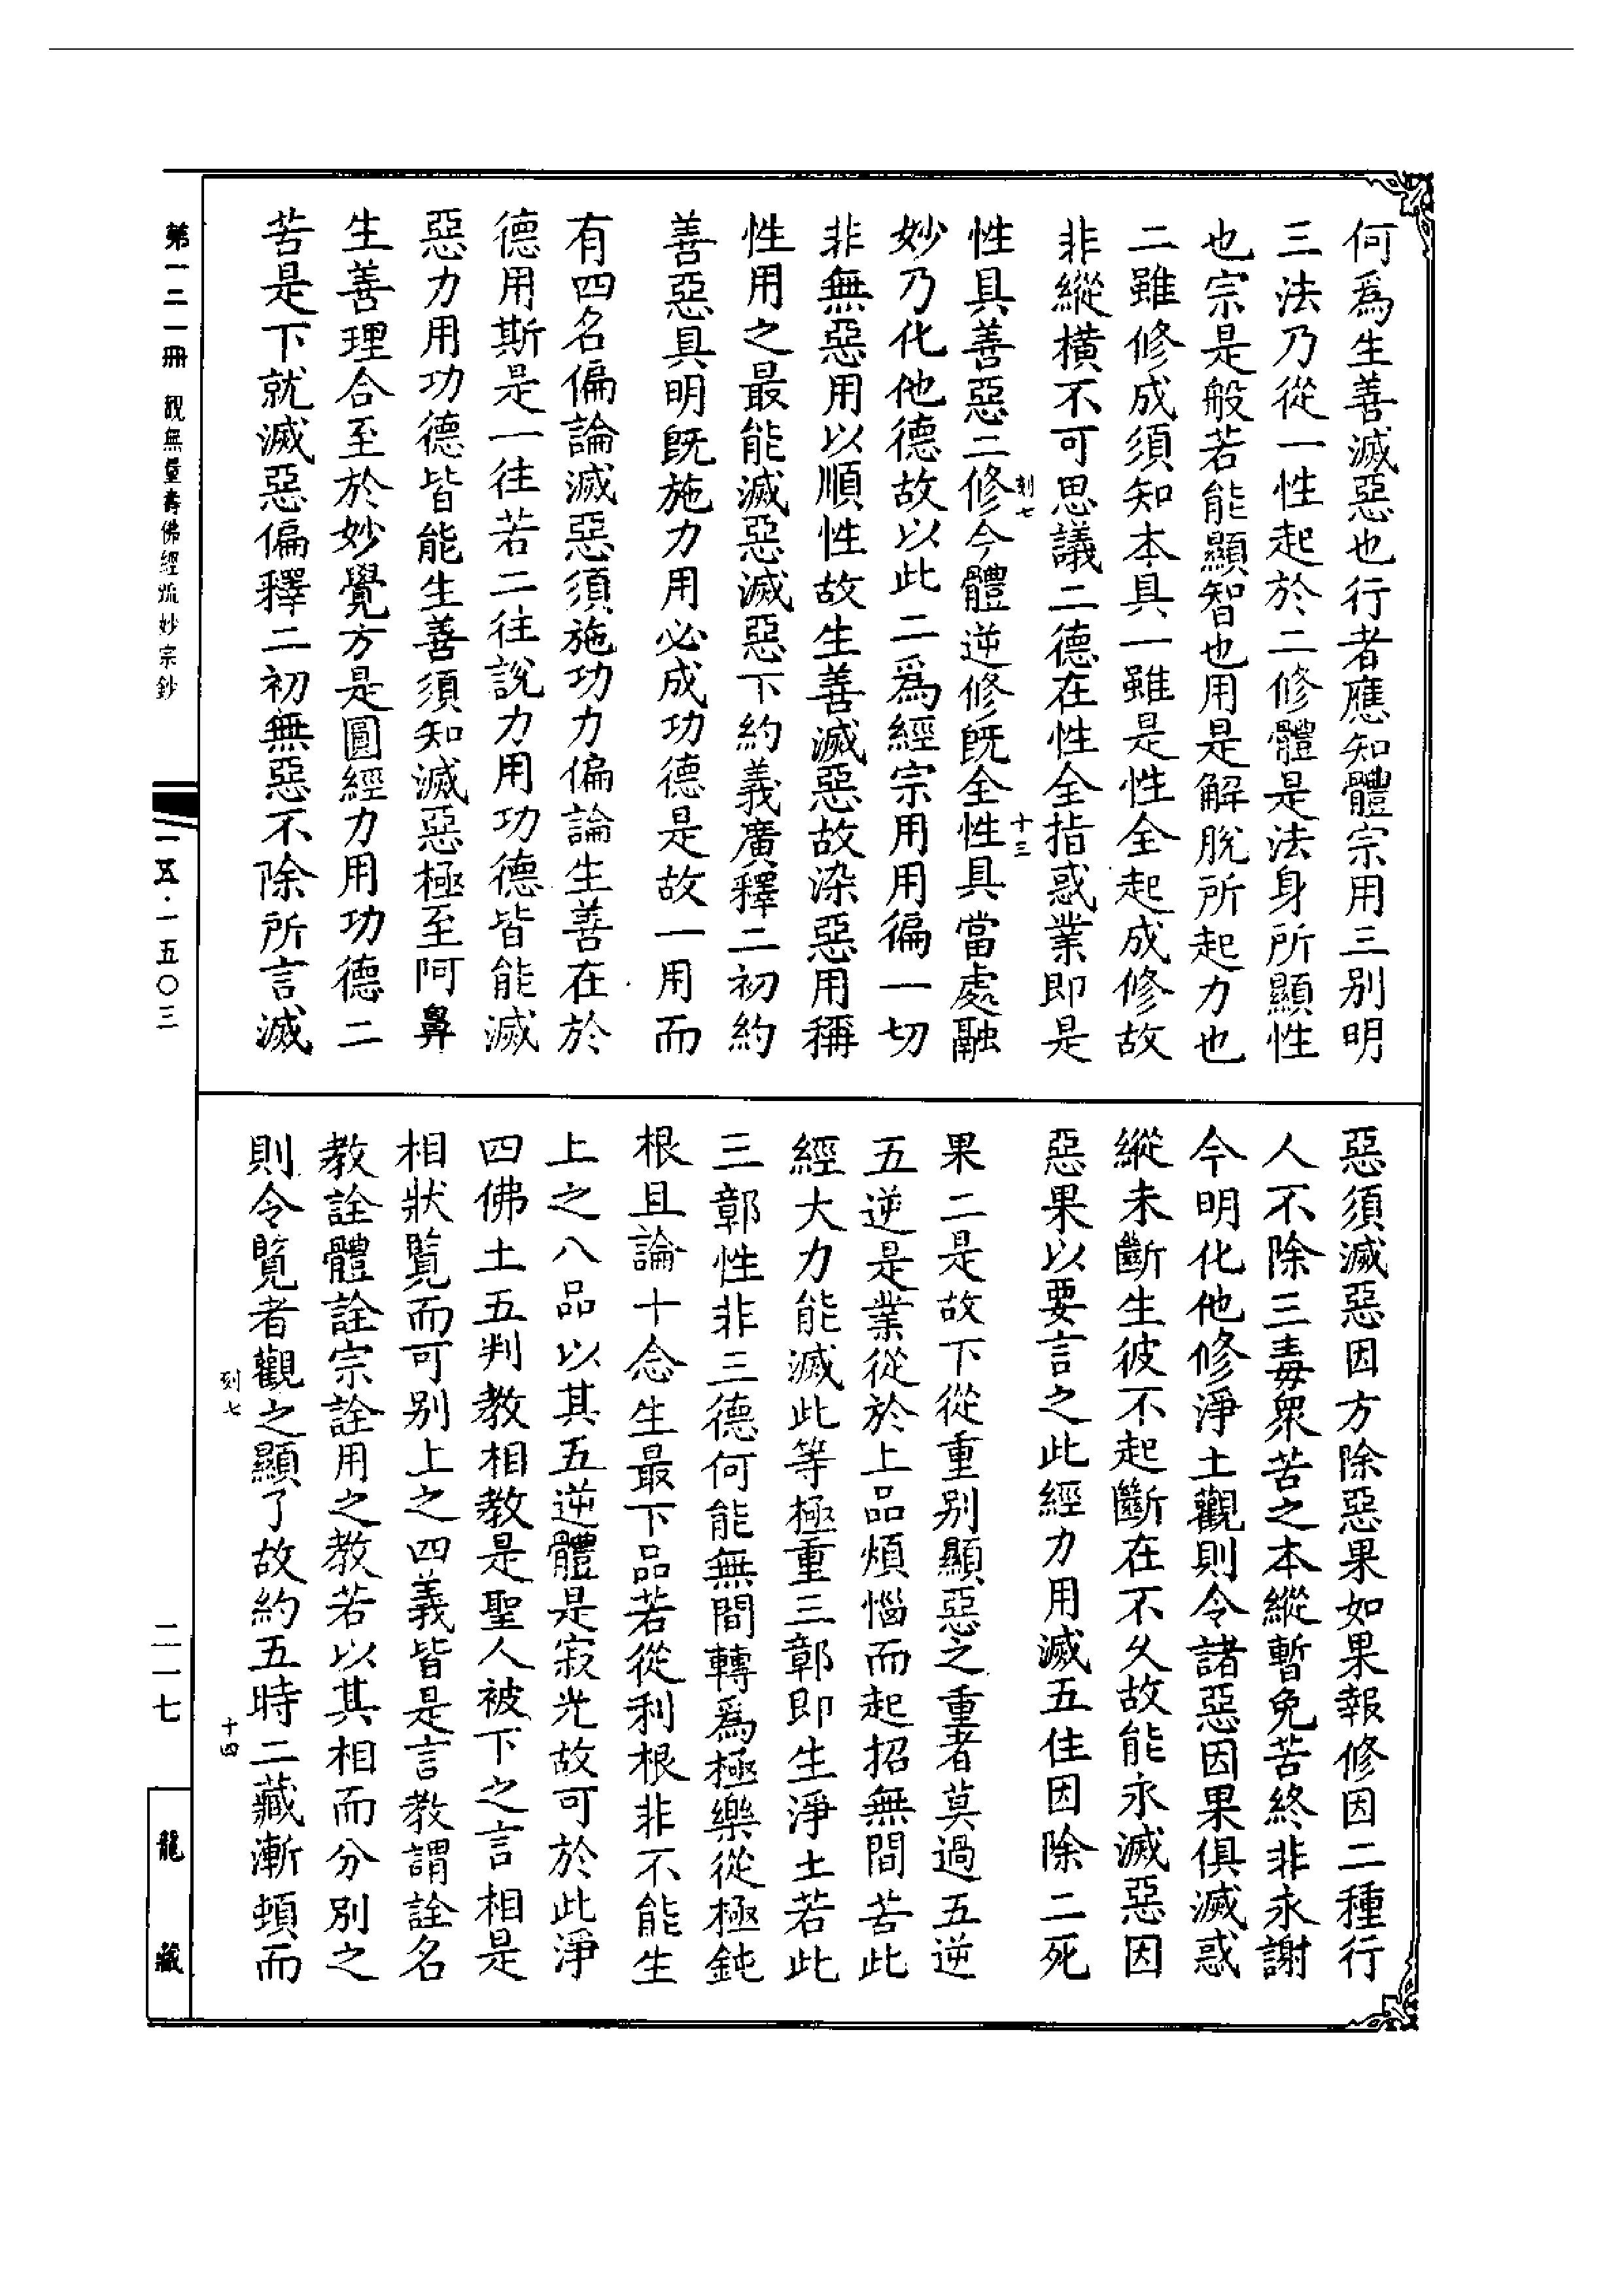 何爲生善滅惡也行者應知體宗用三別明
三法乃從一性起於二修體是法身所顯性
也宗是般若能顯智也用是解脫所起力也
二雖修成須知本具一雖是性全起成修故
非縱橫不可思議二德在性全指惑業即是
刻七
十三
性具善惡二修今體逆修既全性具當處融
妙乃化他德故以此二爲經宗用用徧一切
非無惡用以順性故生善滅惡故染惡用稱
性用之最能滅惡滅惡下約義廣釋二初約
善惡具明既施力用必成功德是故一用而
有四名偏論滅惡須施功力偏論生善在於
德用斯是一往若二往說力用功德皆能滅
惡力用功德皆能生善須知滅惡極至阿鼻
生善理合至於妙覺方是圓經力用功德二
若是下就滅惡偏釋二初無惡不除所言滅
惡須滅惡因方除惡果如果報修因二種行
人不除三毒衆苦之本縱暫免苦終非永謝
今明化他修淨土觀則令諸惡因果俱滅惑
縱未斷生彼不起斷在不久故能永滅惡因
惡果以要言之此經力用滅五住因除二死
果二是故下從重別顯惡之重者莫過五逆
五逆是業從於上品煩惱而起招無間苦此
經大力能滅此等極重三鄣即生淨土若此
三鄣性非三德何能無間轉爲極樂從極鈍
根且論十念生最下品若從利根非不能生
上之八品以其五逆體是寂光故可於此淨
四佛土五判教相教是聖人被下之言相是
相狀覧而可別上之四義皆是言教謂詮名
教詮體詮宗詮用之教若以其相而分別之
則令覧者觀之顯了故約五時二藏漸頓而
刻七
十四
第一二一冊 觀無量壽佛經疏妙宗鈔
一五·一五〇三
二一七
龍藏